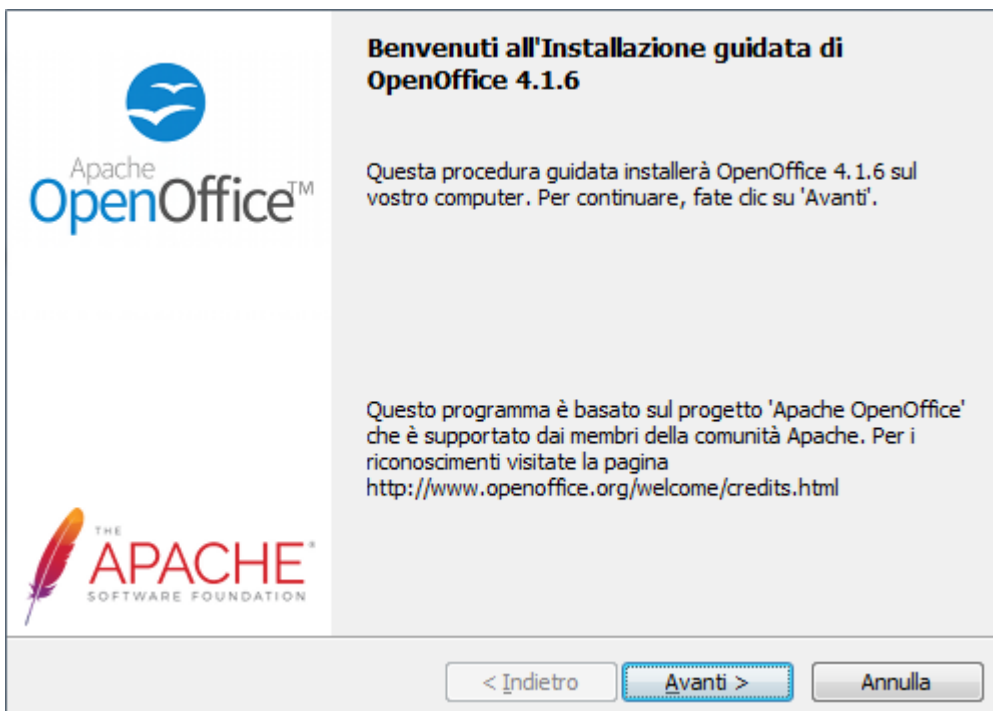 Apache
OpenOffice™
Benvenuti all'Installazione guidata di
OpenOffice 4.1.6
Questa procedura guidata installerà OpenOffice 4.1.6 sul
vostro computer. Per continuare, fate clic su 'Avanti'.
Questo programma è basato sul progetto 'Apache OpenOffice'
che è supportato dai membri della comunità Apache. Per i
riconoscimenti visitate la pagina
http://www.openoffice.org/welcome/credits.html
THE
APACHE®
SOFTWARE FOUNDATION
< Indietro
Avanti >
Annulla